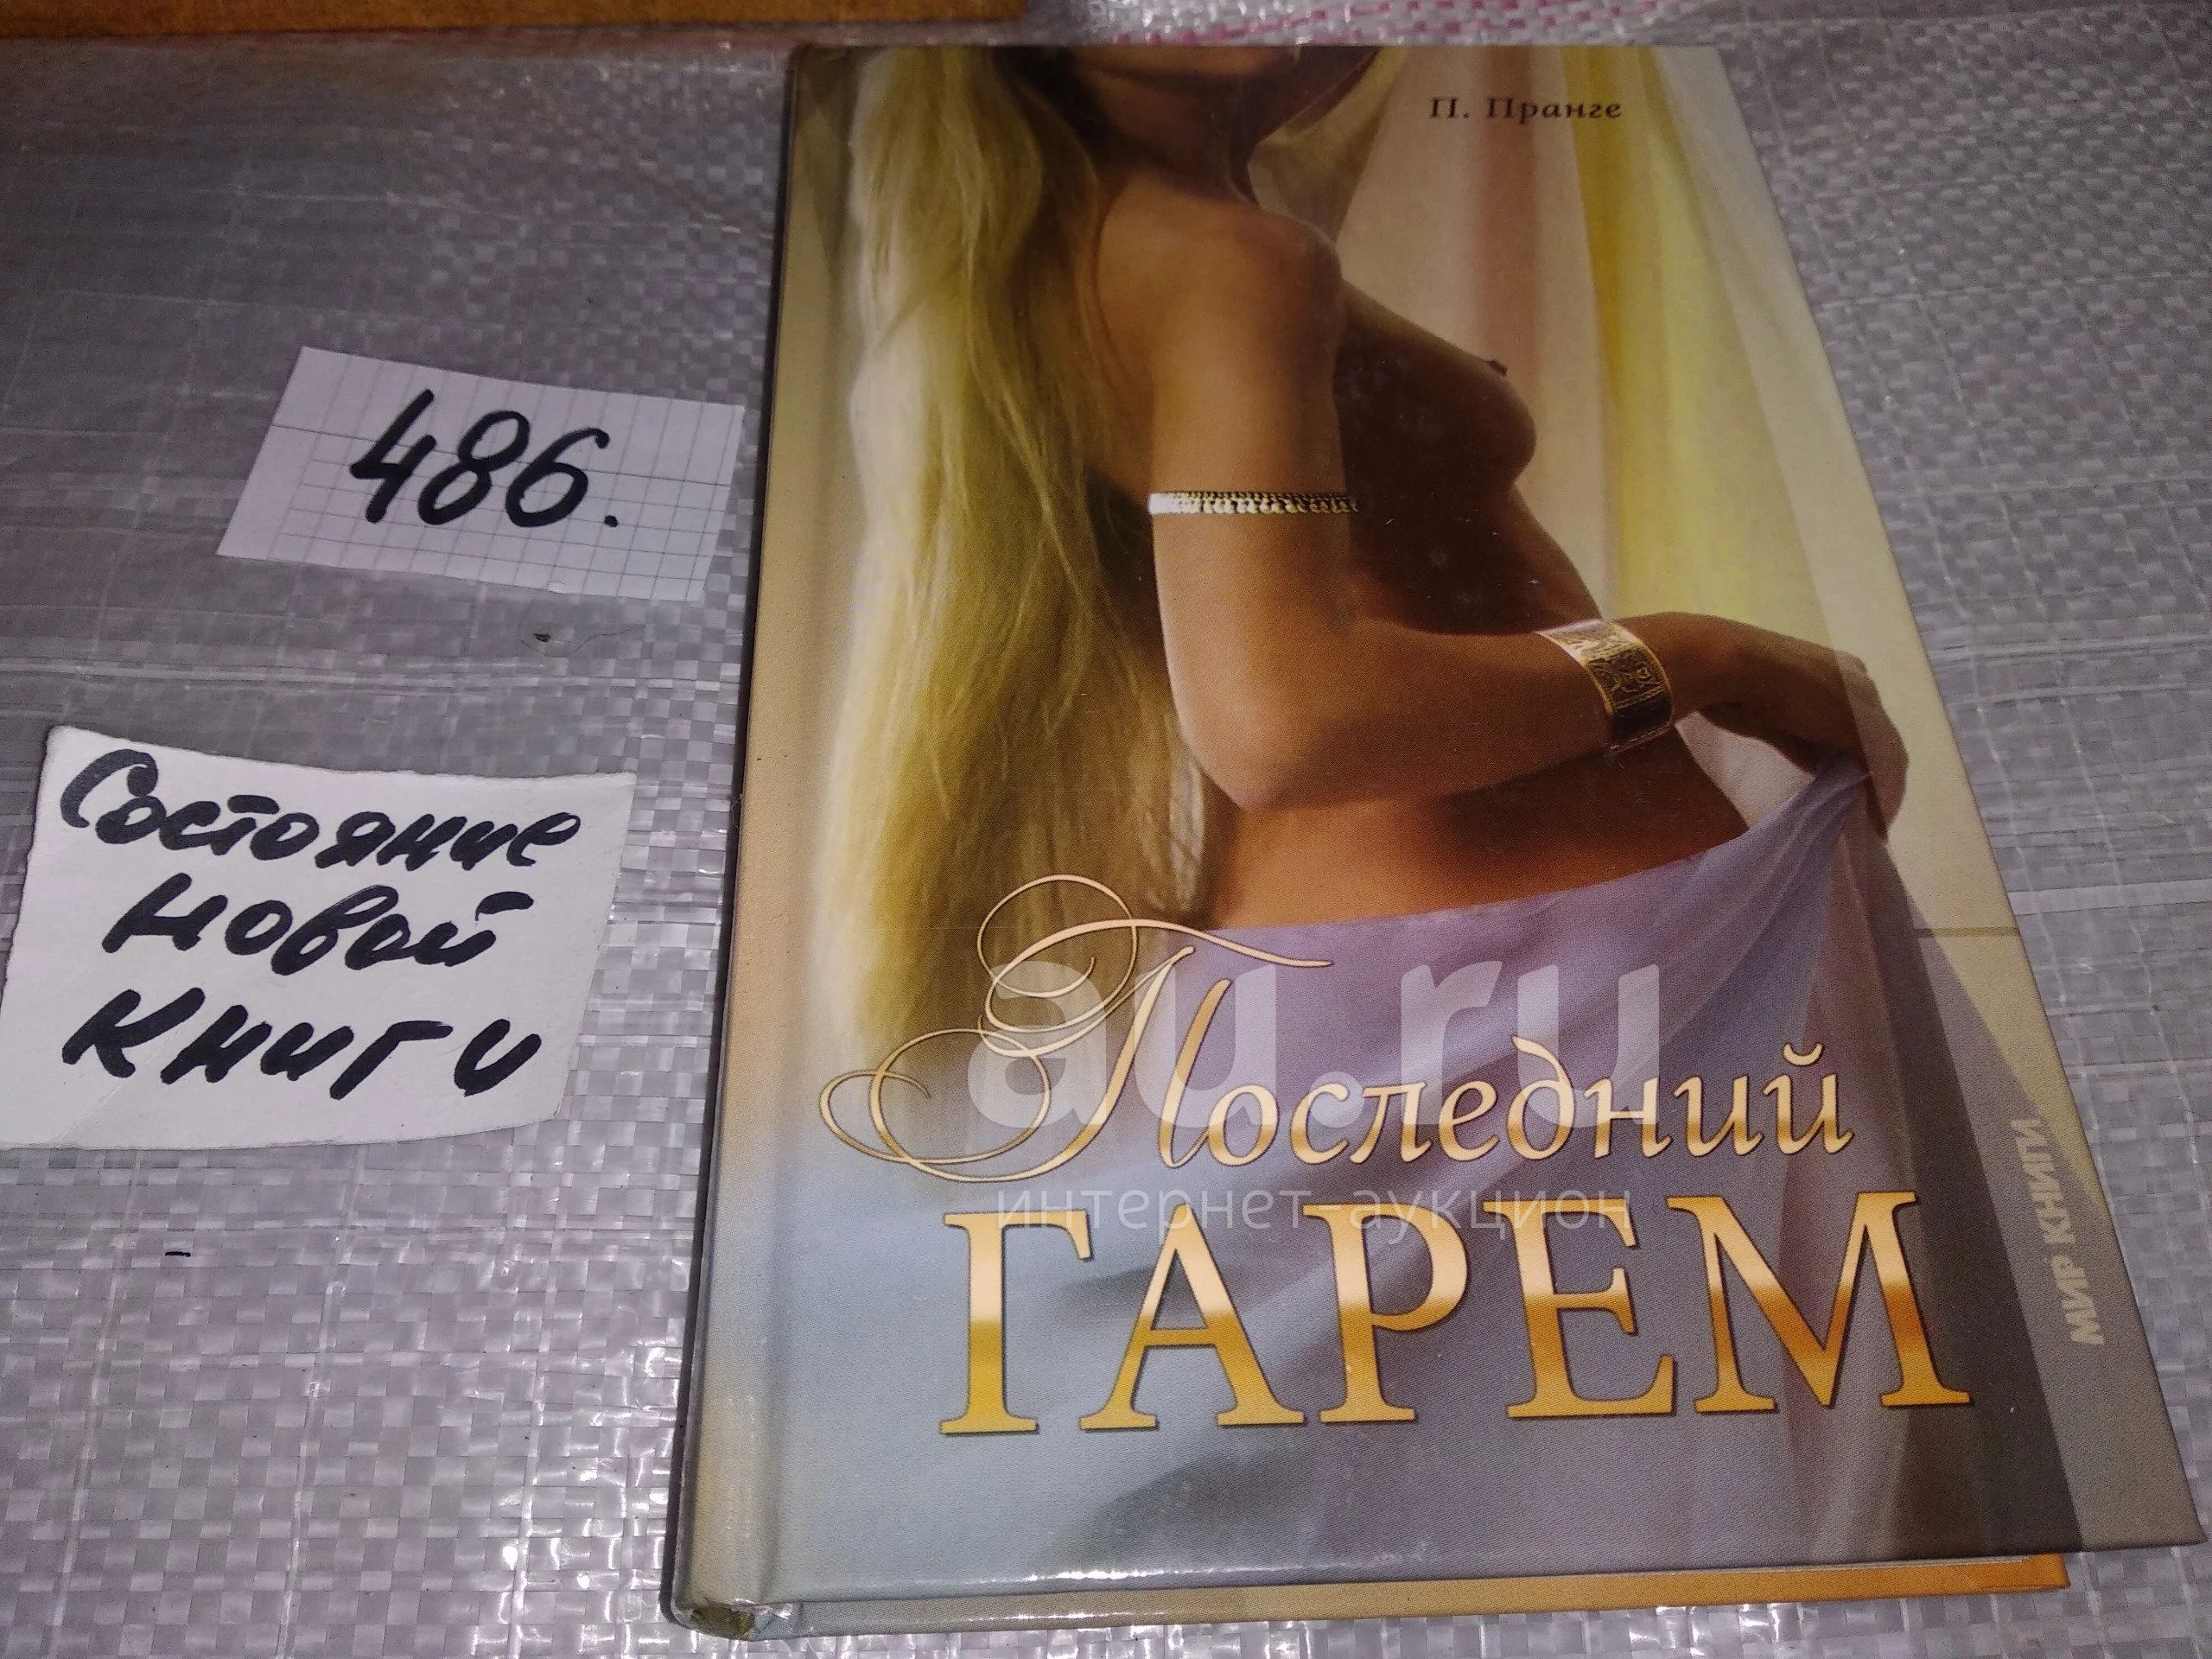 П. Пранге
486.
Состояние
новой
книги
au.ru
Последний
интернет-аукцион
ГАРЕМ
МИР КНИГИ